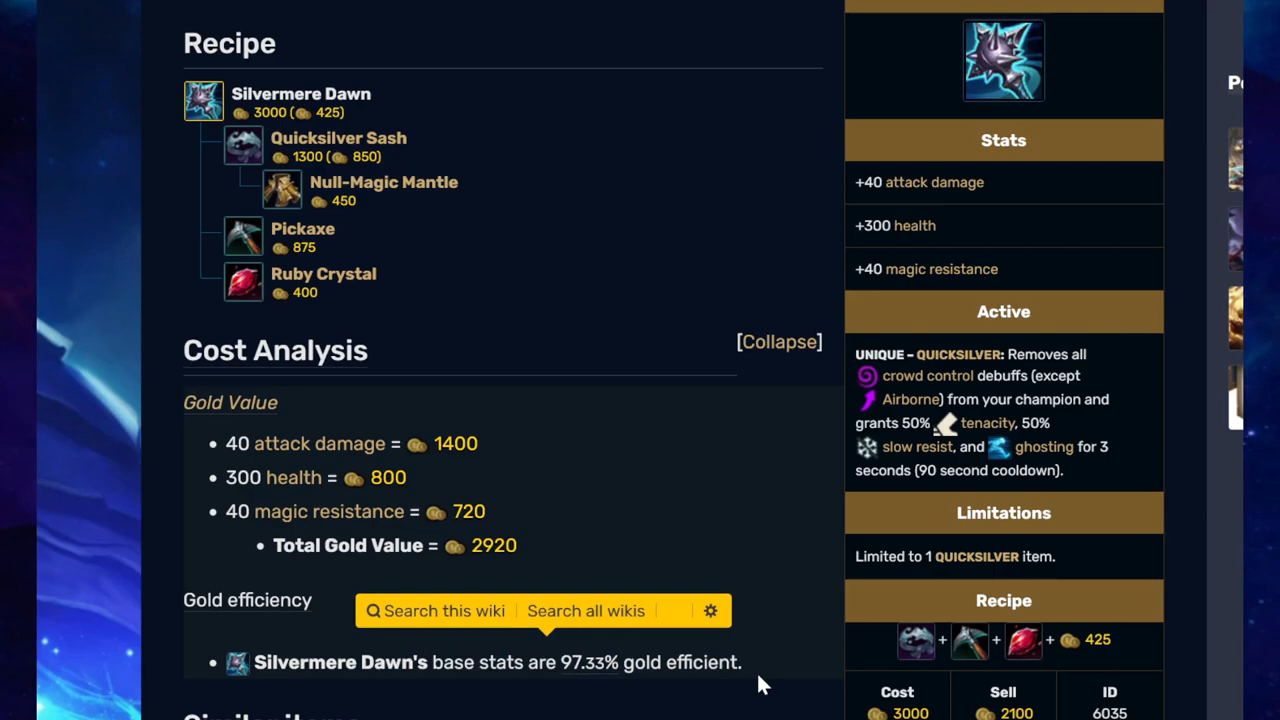 Recipe
Silvermere Dawn
3000 ( 425)
Quicksilver Sash
1300 ( 850)
Null-Magic Mantle
450
Pickaxe
875
Ruby Crystal
400
Cost Analysis
[Collapse]
Gold Value
• 40 attack damage = 1400
• 300 health = 800
• 40 magic resistance = 720
• Total Gold Value = 2920
Gold efficiency
Search this wiki
Search all wikis
• Silvermere Dawn's base stats are 97.33% gold efficient.
Stats
+40 attack damage
+300 health
+40 magic resistance
Active
UNIQUE – QUICKSILVER: Removes all
crowd control debuffs (except
Airborne) from your champion and
grants 50% tenacity, 50%
slow resist, and ghosting for 3
seconds (90 second cooldown).
Limitations
Limited to 1 QUICKSILVER item.
Recipe
+ + + 425
Cost Sell ID
3000 2100 6035